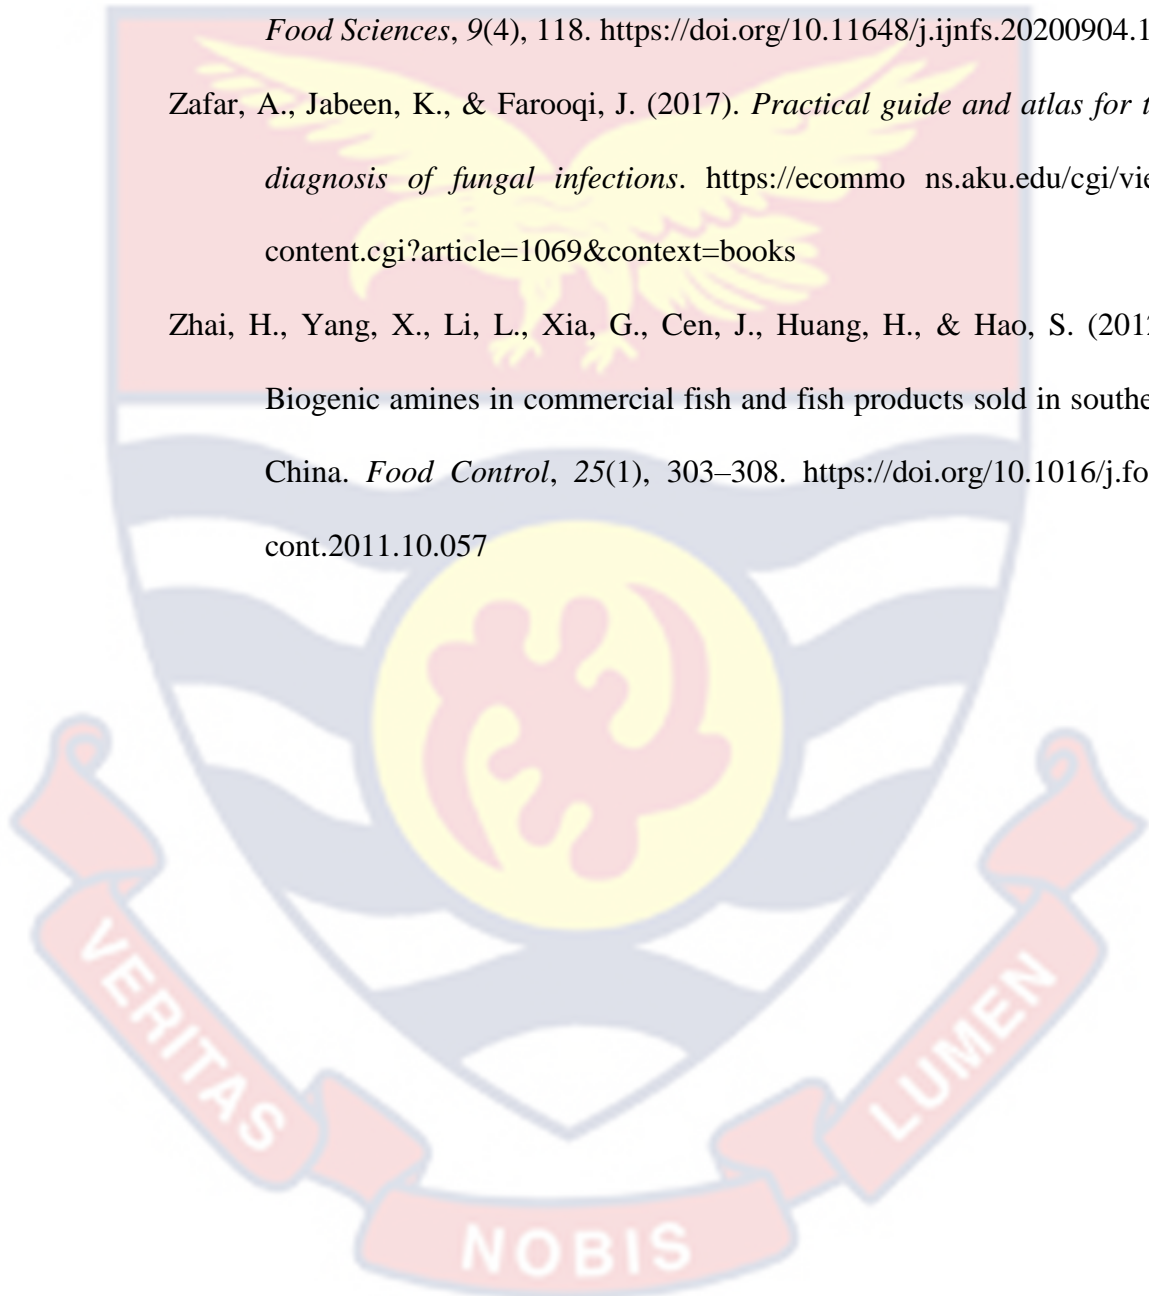 Food Sciences, 9(4), 118. https://doi.org/10.11648/j.ijnfs.20200904.1
Zafar, A., Jabeen, K., & Farooqi, J. (2017). Practical guide and atlas for t
diagnosis of fungal infections. https://ecommo ns.aku.edu/cgi/vie
content.cgi?article=1069&context=books
Zhai, H., Yang, X., Li, L., Xia, G., Cen, J., Huang, H., & Hao, S. (2012
Biogenic amines in commercial fish and fish products sold in southe
China. Food Control, 25(1), 303–308. https://doi.org/10.1016/j.fo
cont.2011.10.057
VERITAS
NOBIS
LUMEN